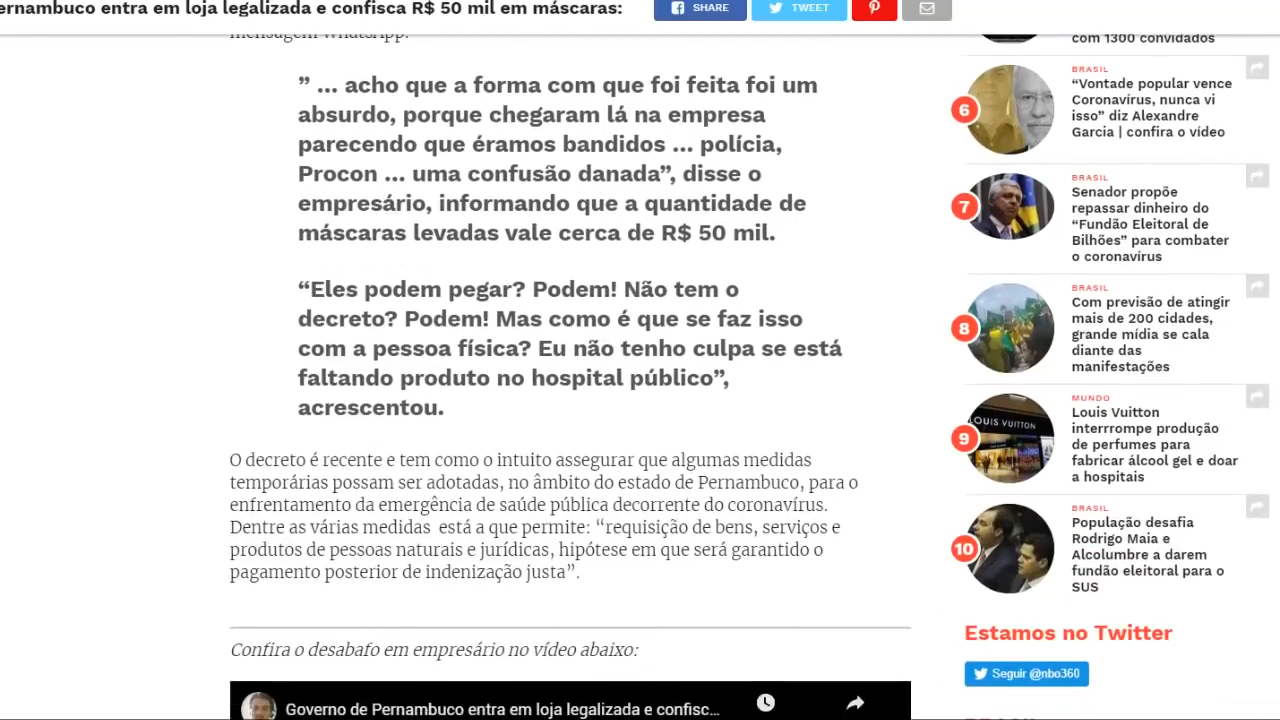 ernambuco entra em loja legalizada e confisca R$ 50 mil em máscaras:
SHARE
TWEET
mensagem WhatsApp:
” ... acho que a forma com que foi feita foi um
absurdo, porque chegaram lá na empresa
parecendo que éramos bandidos ... polícia,
Procon ... uma confusão danada”, disse o
empresário, informando que a quantidade de
máscaras levadas vale cerca de R$ 50 mil.
“Eles podem pegar? Podem! Não tem o
decreto? Podem! Mas como é que se faz isso
com a pessoa física? Eu não tenho culpa se está
faltando produto no hospital público”,
acrescentou.
O decreto é recente e tem como o intuito assegurar que algumas medidas
temporárias possam ser adotadas, no âmbito do estado de Pernambuco, para o
enfrentamento da emergência de saúde pública decorrente do coronavírus.
Dentre as várias medidas está a que permite: “requisição de bens, serviços e
produtos de pessoas naturais e jurídicas, hipótese em que será garantido o
pagamento posterior de indenização justa”.
Confira o desabafo em empresário no vídeo abaixo:
Governo de Pernambuco entra em loja legalizada e confisc...
com 1300 convidados
6
BRASIL
“Vontade popular vence
Coronavírus, nunca vi
isso” diz Alexandre
Garcia | confira o vídeo
7
BRASIL
Senador propõe
repassar dinheiro do
“Fundão Eleitoral de
Bilhões” para combater
o coronavírus
8
BRASIL
Com previsão de atingir
mais de 200 cidades,
grande mídia se cala
diante das
manifestações
9
LOUIS VUITTON
MUNDO
Louis Vuitton
interrrompe produção
de perfumes para
fabricar álcool gel e doar
a hospitais
10
BRASIL
População desafia
Rodrigo Maia e
Alcolumbre a darem
fundão eleitoral para o
SUS
Estamos no Twitter
Seguir @nbo360